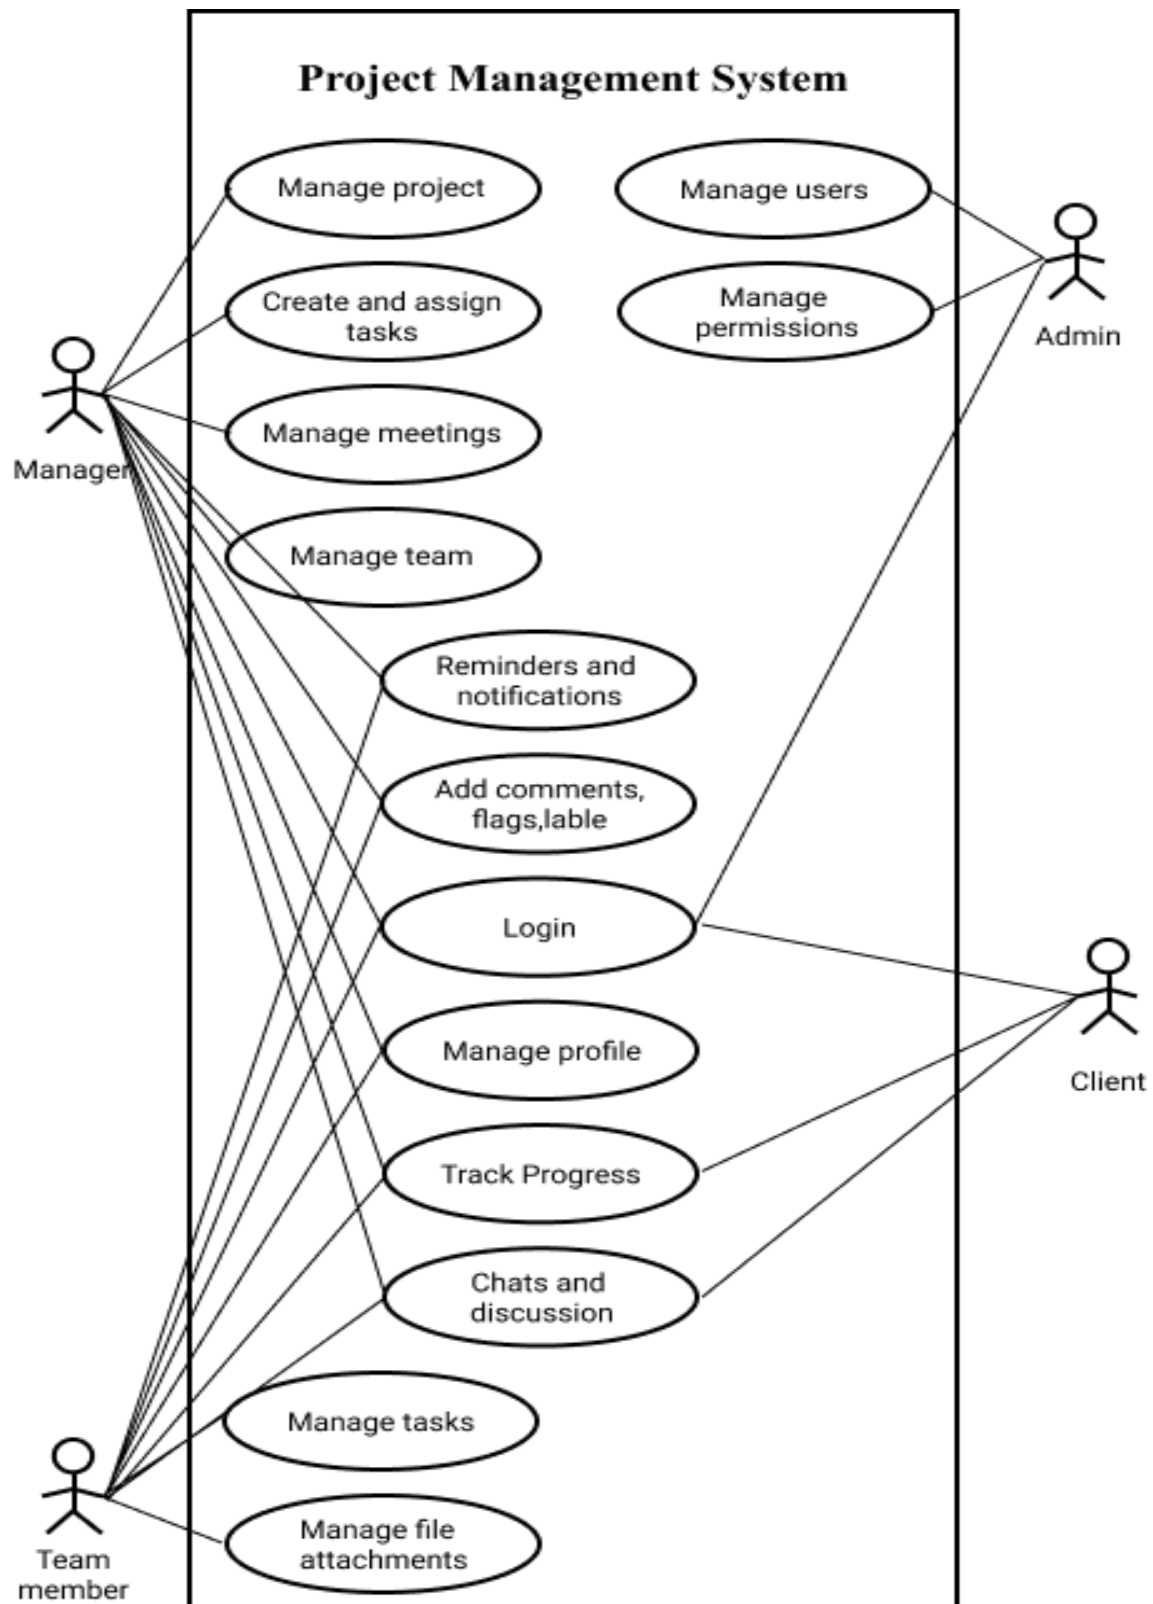 Project Management System
Manage project
Manage users
Create and assign
tasks
Manage
permissions
Admin
Manage meetings
Manager
Manage team
Reminders and
notifications
Add comments,
flags,lable
Login
Manage profile
Client
Track Progress
Chats and
discussion
Manage tasks
Manage file
attachments
Team
member